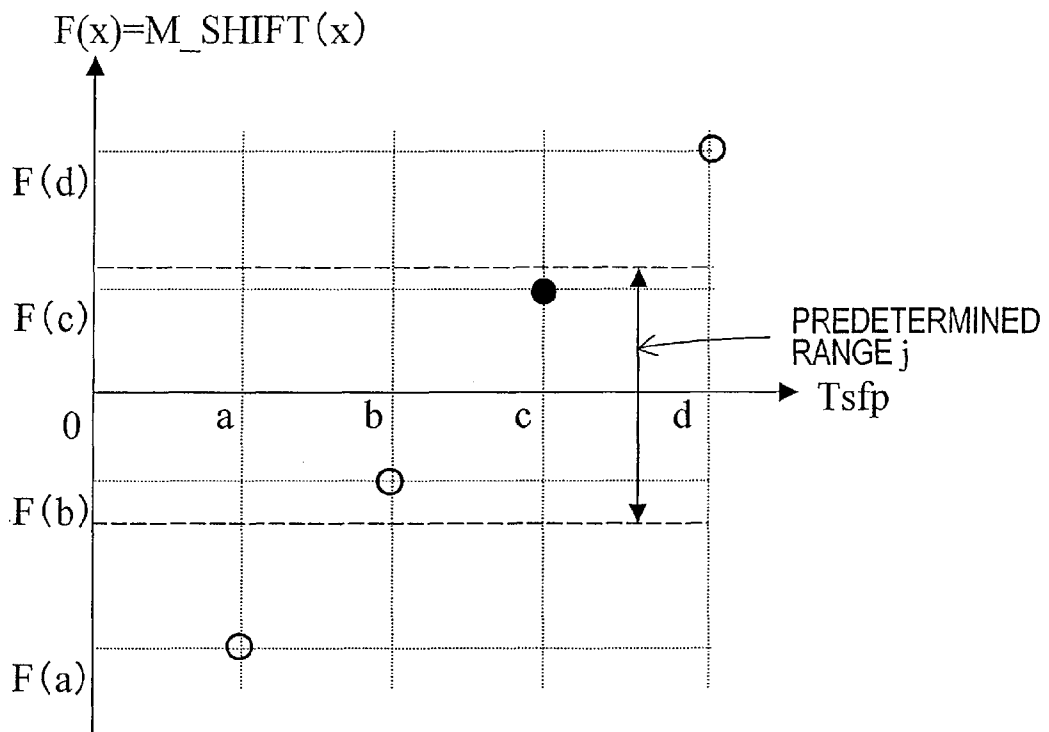 F(x)=M_SHIFT(x)
F(d)
F(c)
PREDETERMINED
RANGE j
0
a
b
c
d
Tsfp
F(b)
F(a)